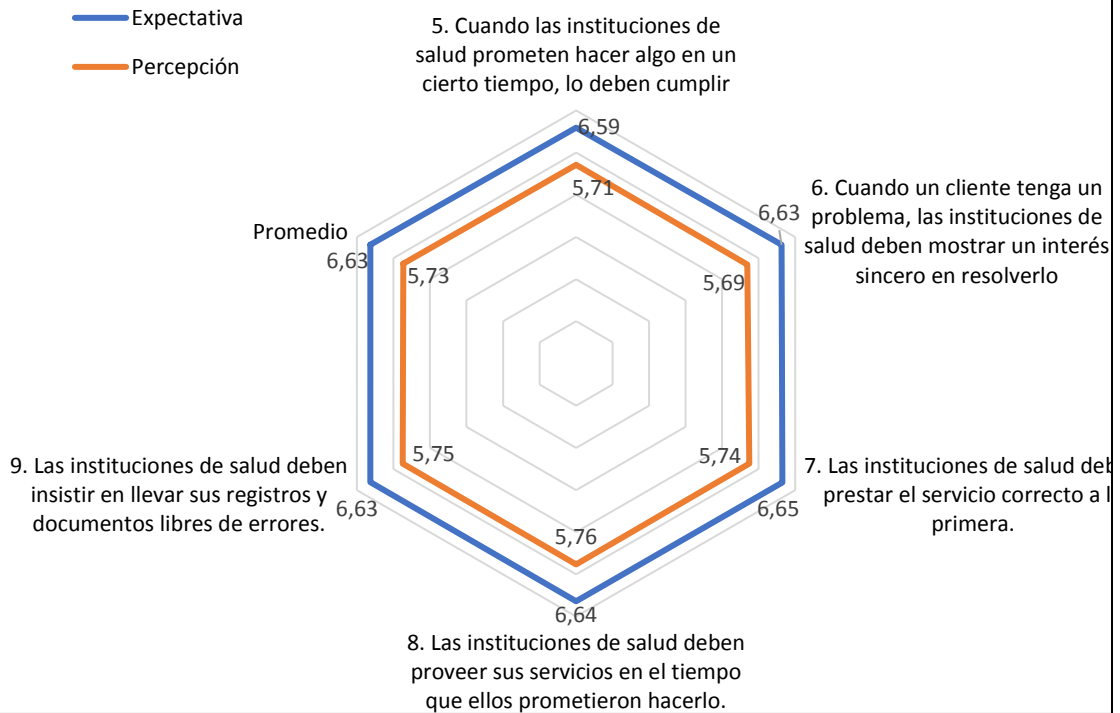 Expectativa
Percepción
5. Cuando las instituciones de
salud prometen hacer algo en un
cierto tiempo, lo deben cumplir
6,59
5,71
6. Cuando un cliente tenga un
problema, las instituciones de
salud deben mostrar un interés
sincero en resolverlo
6,63
5,69
Promedio
6,63
5,73
7. Las instituciones de salud deb
prestar el servicio correcto a l
primera.
5,74
6,65
9. Las instituciones de salud deben
insistir en llevar sus registros y
documentos libres de errores.
5,75
6,63
5,76
6,64
8. Las instituciones de salud deben
proveer sus servicios en el tiempo
que ellos prometieron hacerlo.